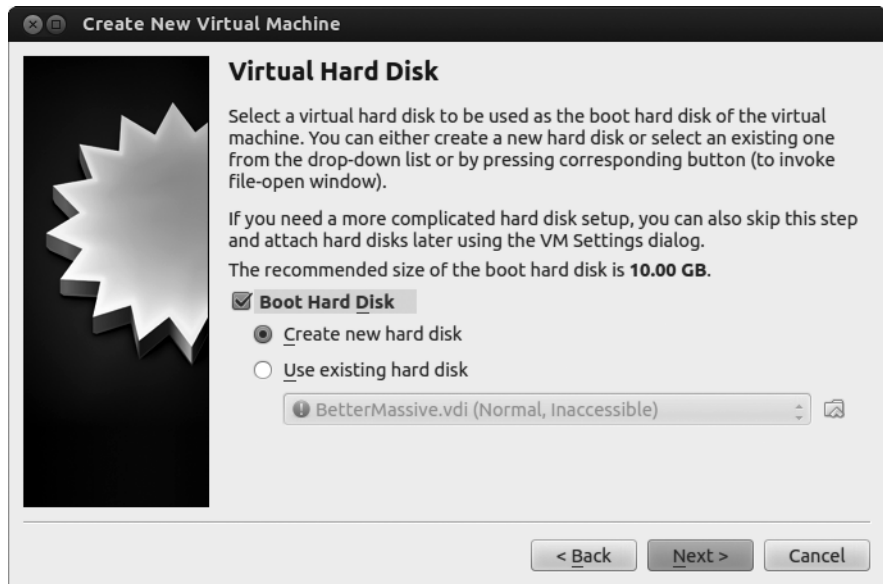 Create New Virtual Machine
Virtual Hard Disk
Select a virtual hard disk to be used as the boot hard disk of the virtual
machine. You can either create a new hard disk or select an existing one
from the drop-down list or by pressing corresponding button (to invoke
file-open window).
If you need a more complicated hard disk setup, you can also skip this step
and attach hard disks later using the VM Settings dialog.
The recommended size of the boot hard disk is 10.00 GB.
Boot Hard Disk
Create new hard disk
Use existing hard disk
BetterMassive.vdi (Normal, Inaccessible)
< Back Next > Cancel